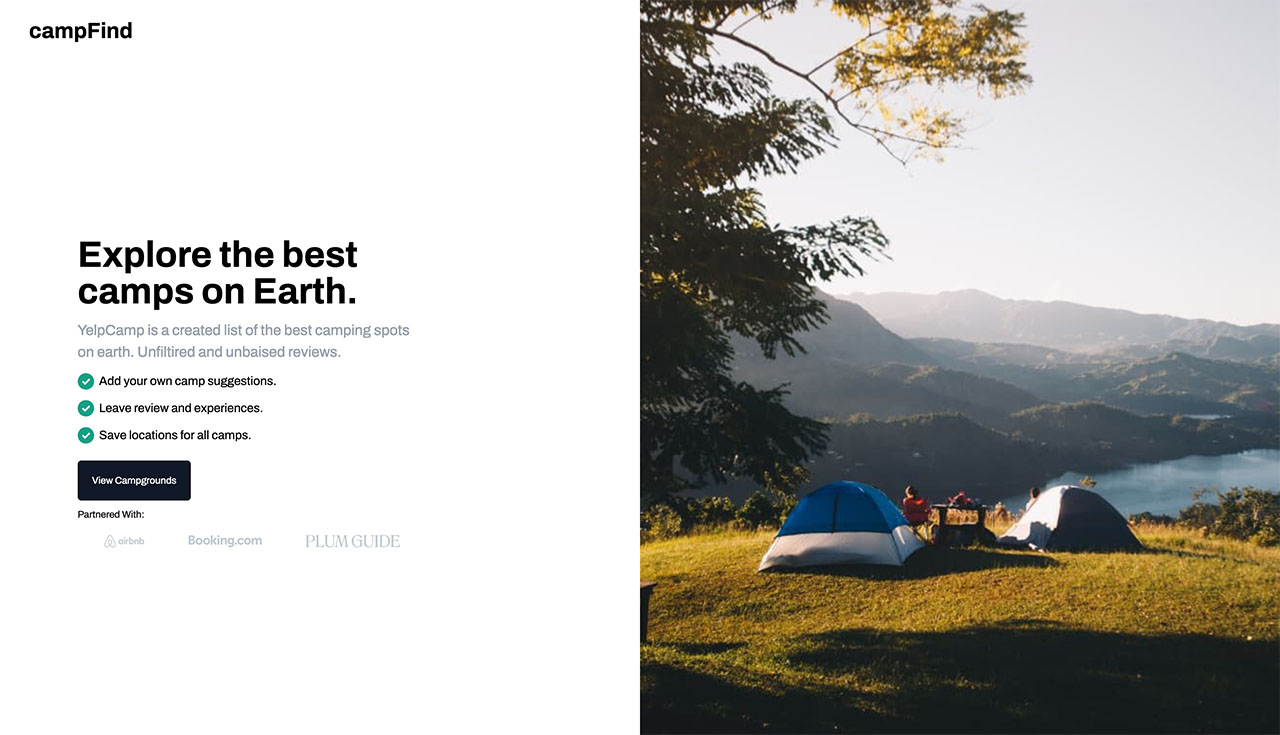 campFind
Explore the best
camps on Earth.
YelpCamp is a created list of the best camping spots
on earth. Unfiltired and unbaised reviews.
Add your own camp suggestions.
Leave review and experiences.
Save locations for all camps.
View Campgrounds
Partnered With:
airbnb Booking.com PLUM GUIDE